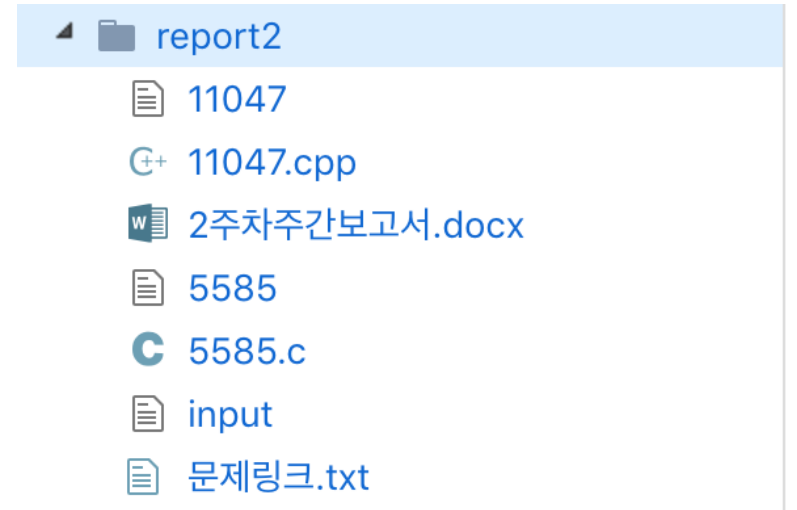 report2
11047
11047.cpp
2주차주간보고서.docx
5585
5585.c
input
문제링크.txt